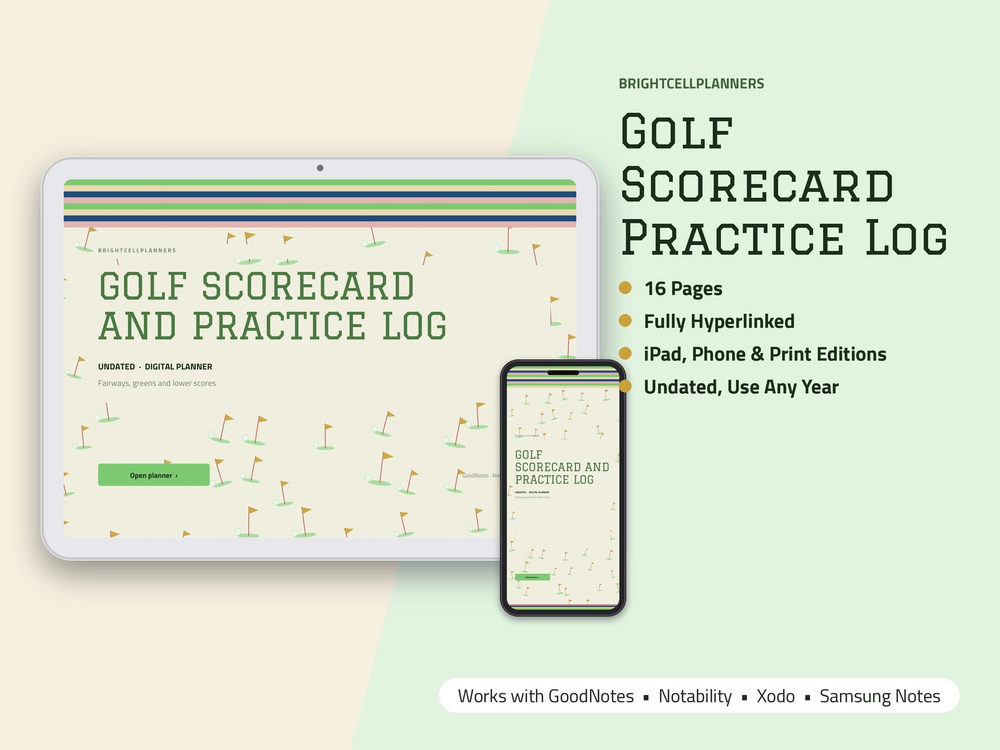 BRIGHTCELLPLANNERS
Golf
Scorecard
Practice Log
16 Pages
Fully Hyperlinked
iPad, Phone & Print Editions
Undated, Use Any Year
BRIGHTCELLPLANNERS
GOLF SCORECARD
AND PRACTICE LOG
UNDATED · DIGITAL PLANNER
Fairways, greens and lower scores
Open planner ›
GoodNotes ·
GOLF
SCORECARD AND
PRACTICE LOG
UNDATED · DIGITAL PLANNER
Works with GoodNotes ▪ Notability ▪ Xodo ▪ Samsung Notes